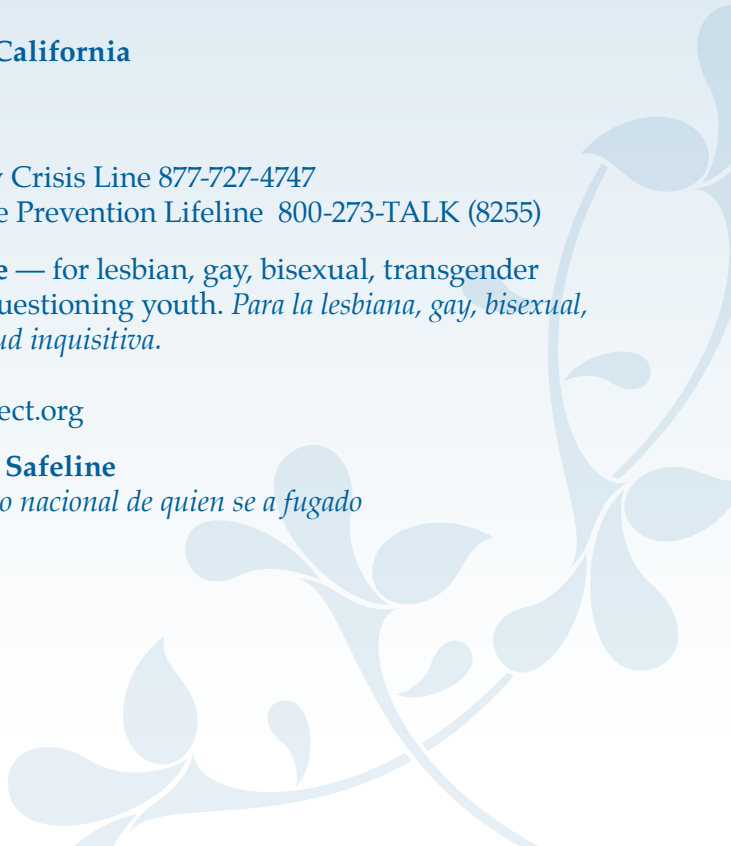 California
Crisis Line 877-727-4747
Prevention Lifeline 800-273-TALK (8255)
— for lesbian, gay, bisexual, transgender
uestioning youth. Para la lesbiana, gay, bisexual,
ud inquisitiva.
ect.org
Safeline
o nacional de quien se a fugado